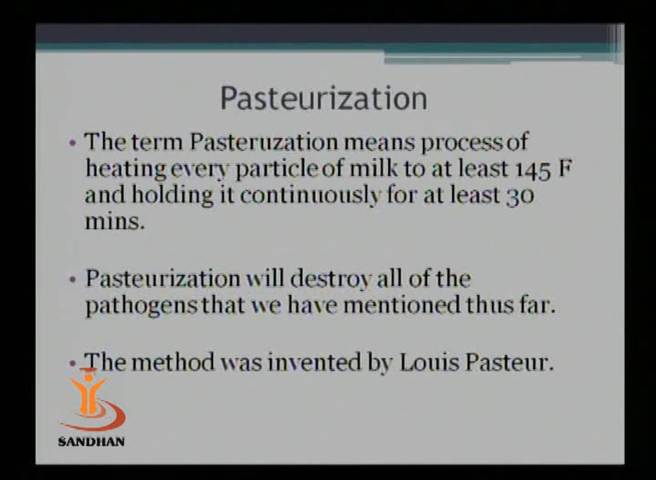 Pasteurization
• The term Pasteruzation means process of
heating every particle of milk to at least 145 F
and holding it continuously for at least 30
mins.
• Pasteurization will destroy all of the
pathogens that we have mentioned thus far.
• The method was invented by Louis Pasteur.
SANDHAN